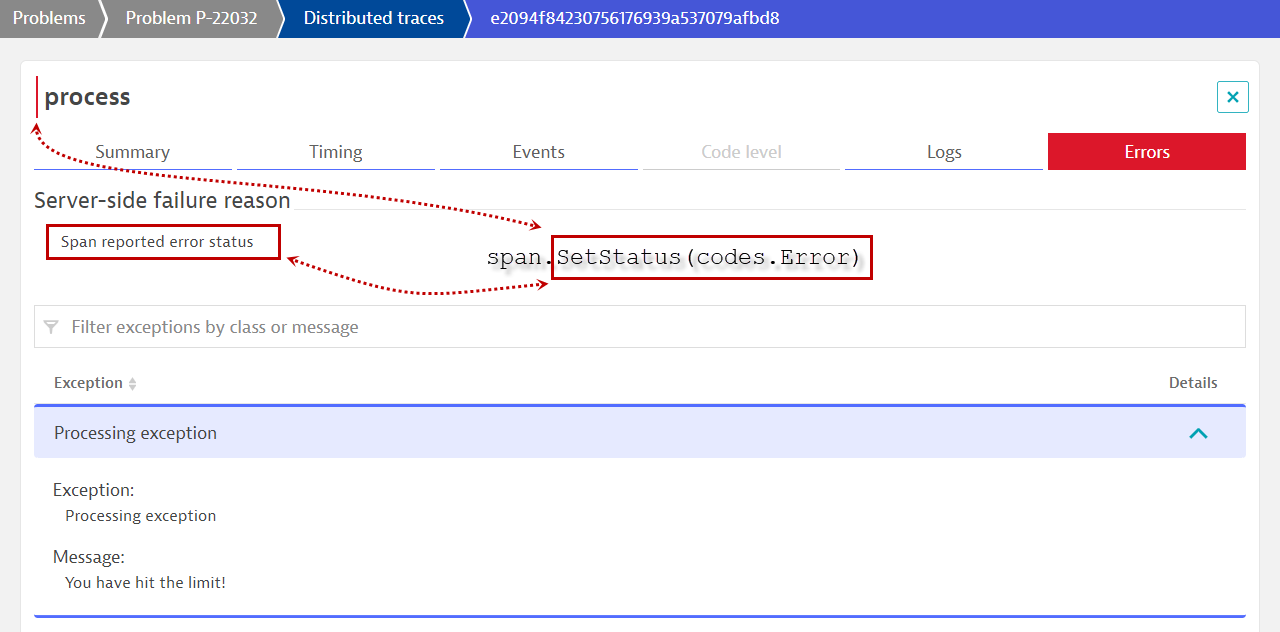 Problems Problem P-22032 Distributed traces e2094f84230756176939a537079afbd8
process
Summary Timing Events Code level Logs Errors
Server-side failure reason
Span reported error status
span.SetStatus(codes.Error)
Filter exceptions by class or message
Exception Details
Processing exception
Exception:
Processing exception
Message:
You have hit the limit!